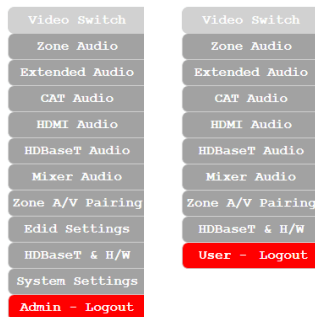 Video Switch
Zone Audio
Extended Audio
CAT Audio
HDMI Audio
HDBaseT Audio
Mixer Audio
Zone A/V Pairing
Edid Settings
HDBaseT & H/W
System Settings
Admin - Logout
Video Switch
Zone Audio
Extended Audio
CAT Audio
HDMI Audio
HDBaseT Audio
Mixer Audio
Zone A/V Pairing
HDBaseT & H/W
User - Logout